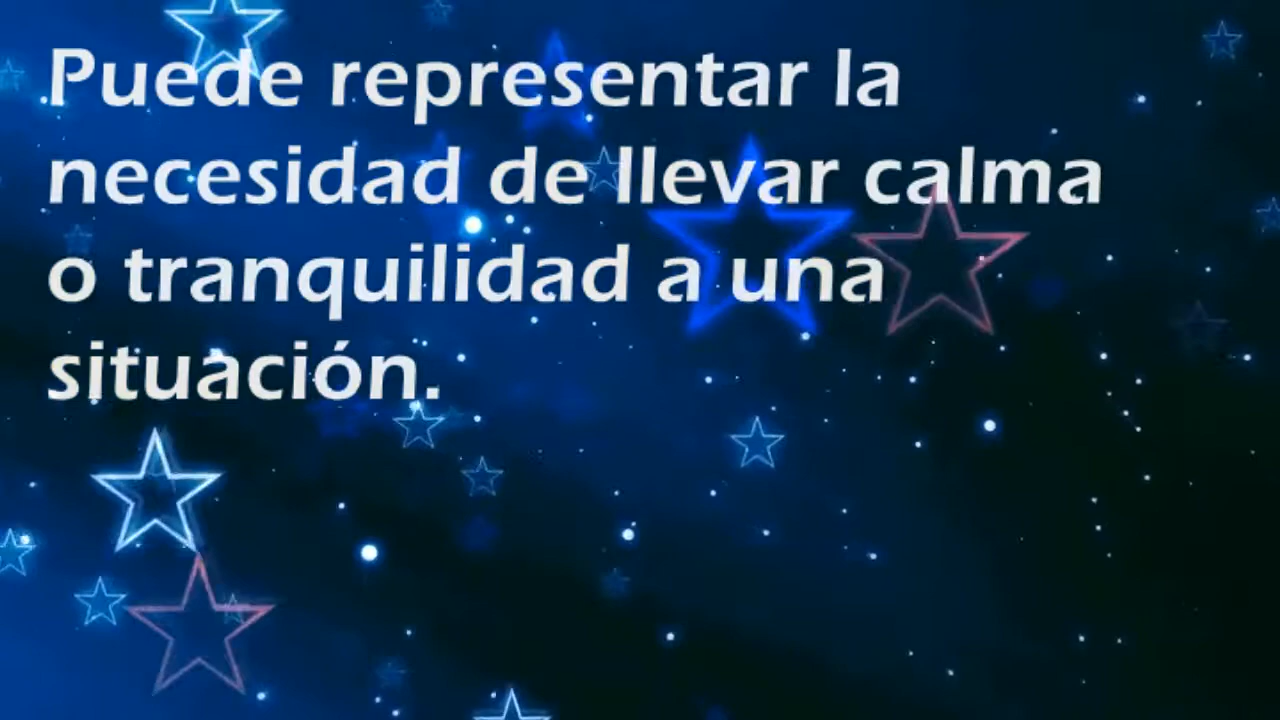 Puede representar la
necesidad de llevar calma
o tranquilidad a una
situación.